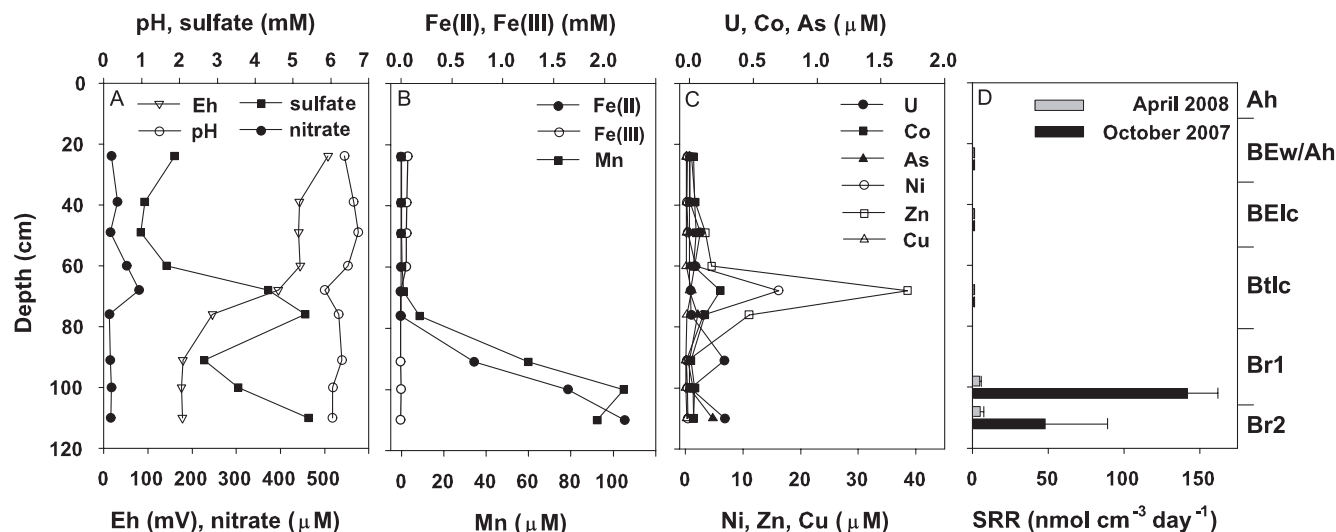 pH, sulfate (mM)
Fe(II), Fe(III) (mM)
U, Co, As (μM)
0 1 2 3 4 5 6 7
0.0 0.5 1.0 1.5 2.0
0.0 0.5 1.0 1.5 2.0
Depth (cm)
0
20
40
60
80
100
120
A
Eh
pH
sulfate
nitrate
B
Fe(II)
Fe(III)
Mn
C
U
Co
As
Ni
Zn
Cu
D
April 2008
October 2007
Ah
BEw/Ah
BElc
Btlc
Br1
Br2
0 100 200 300 400 500
0 20 40 60 80 100
0 10 20 30 40
0 50 100 150
Eh (mV), nitrate (μM)
Mn (μM)
Ni, Zn, Cu (μM)
SRR (nmol cm⁻³ day⁻¹)